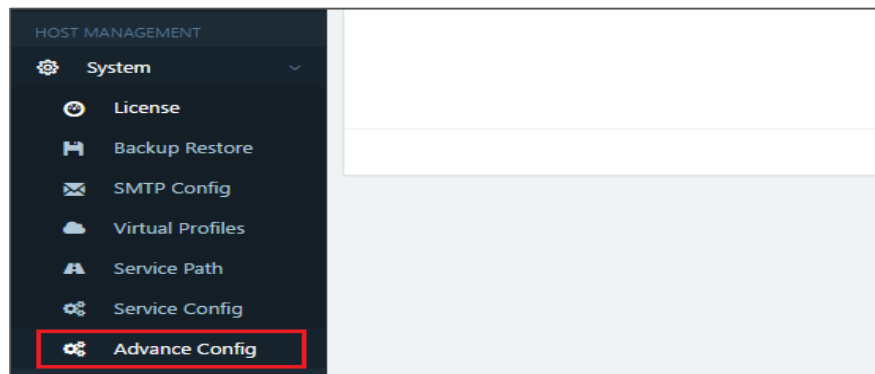 HOST MANAGEMENT
System
License
Backup Restore
SMTP Config
Virtual Profiles
Service Path
Service Config
Advance Config